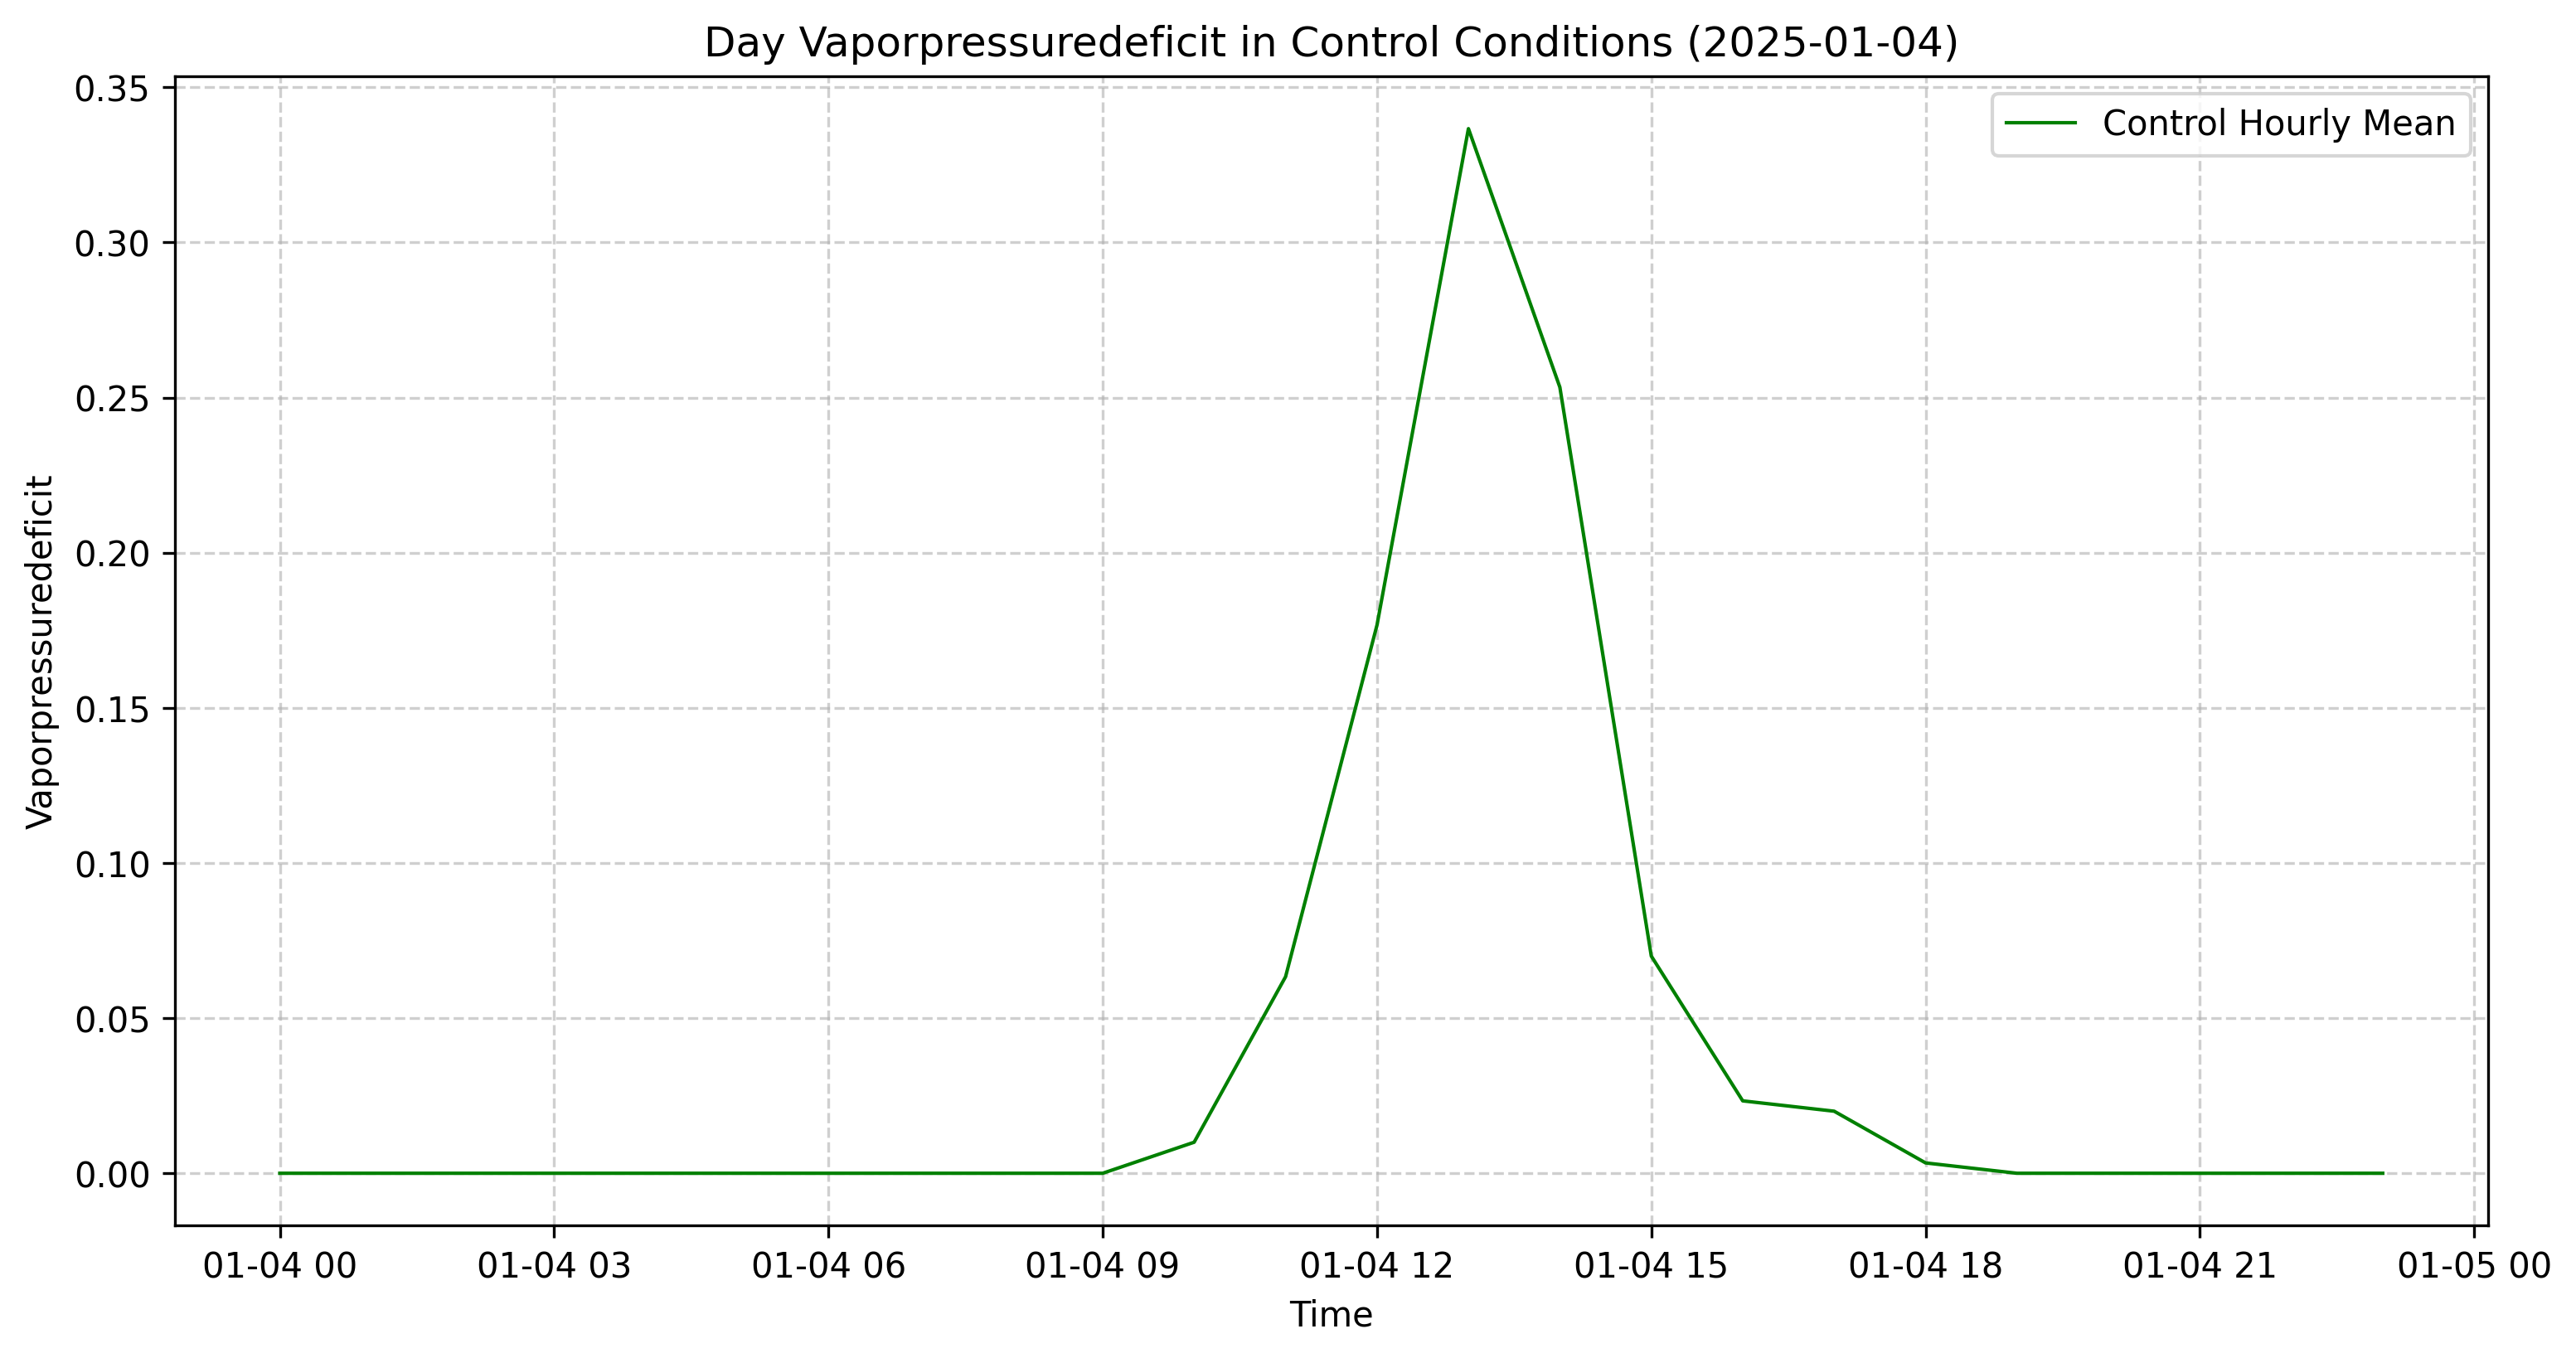 Day Vaporpressuredeficit in Control Conditions (2025-01-04)
Control Hourly Mean
Vaporpressuredeficit
0.35
0.30
0.25
0.20
0.15
0.10
0.05
0.00
01-04 00 01-04 03 01-04 06 01-04 09 01-04 12 01-04 15 01-04 18 01-04 21 01-05 00
Time